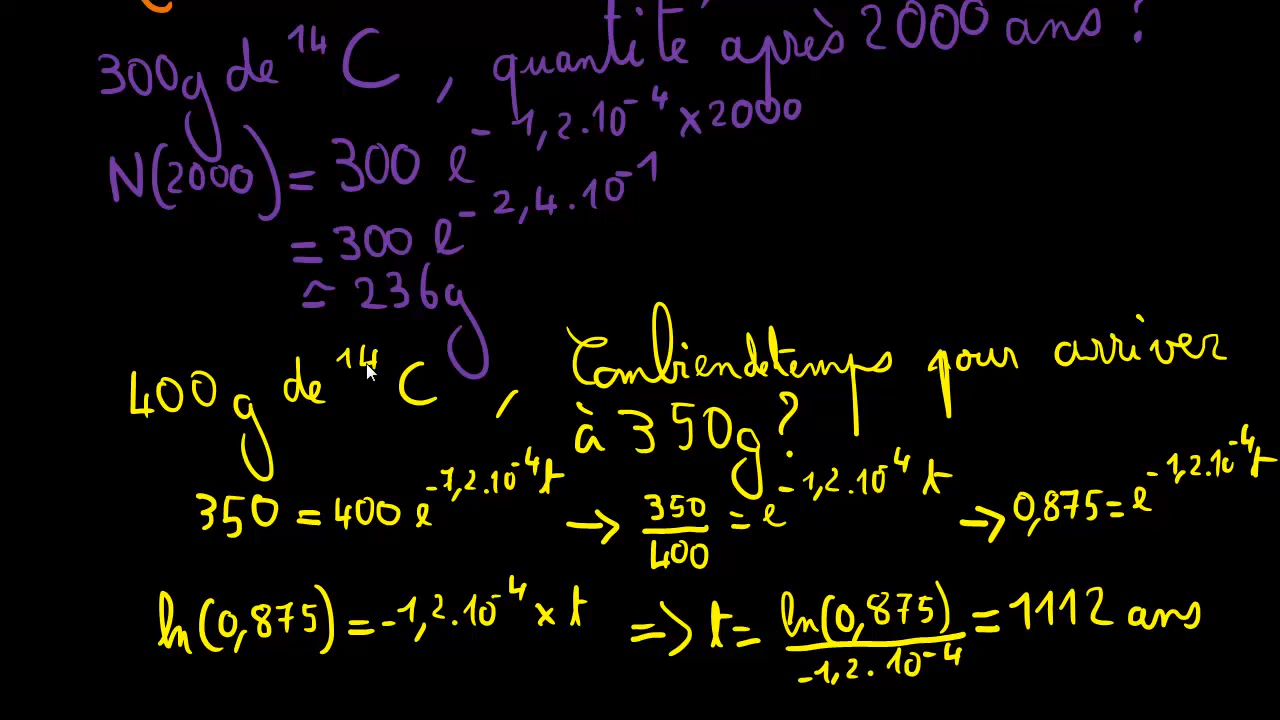 300g de ¹⁴C, quantité après 2000 ans ?
N(2000) = 300 e^-1,2.10^-4 x 2000
= 300 e^-2,4.10^-1
≃ 236g
400g de ¹⁴C, Combien de temps pour arriver
à 350g?
350 = 400 e^-1,2.10^-4 t → 350/400 = e^-1,2.10^-4 t → 0,875 = e^-1,2.10^-4 t
ln(0,875) = -1,2.10^-4 x t => t = ln(0,875)/-1,2.10^-4 = 1112 ans